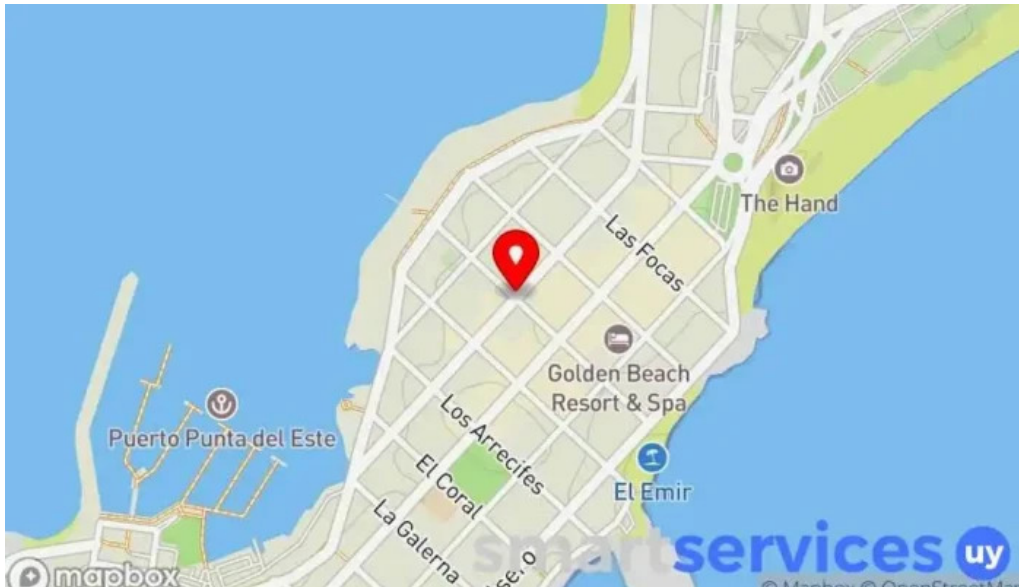 The Hand
Las Focas
Golden Beach
Resort & Spa
Puerto Punta del Este
Los Arrecifes
El Emir
El Coral
La Galerna
smartservices uy
mapbox
© Mapbox ©